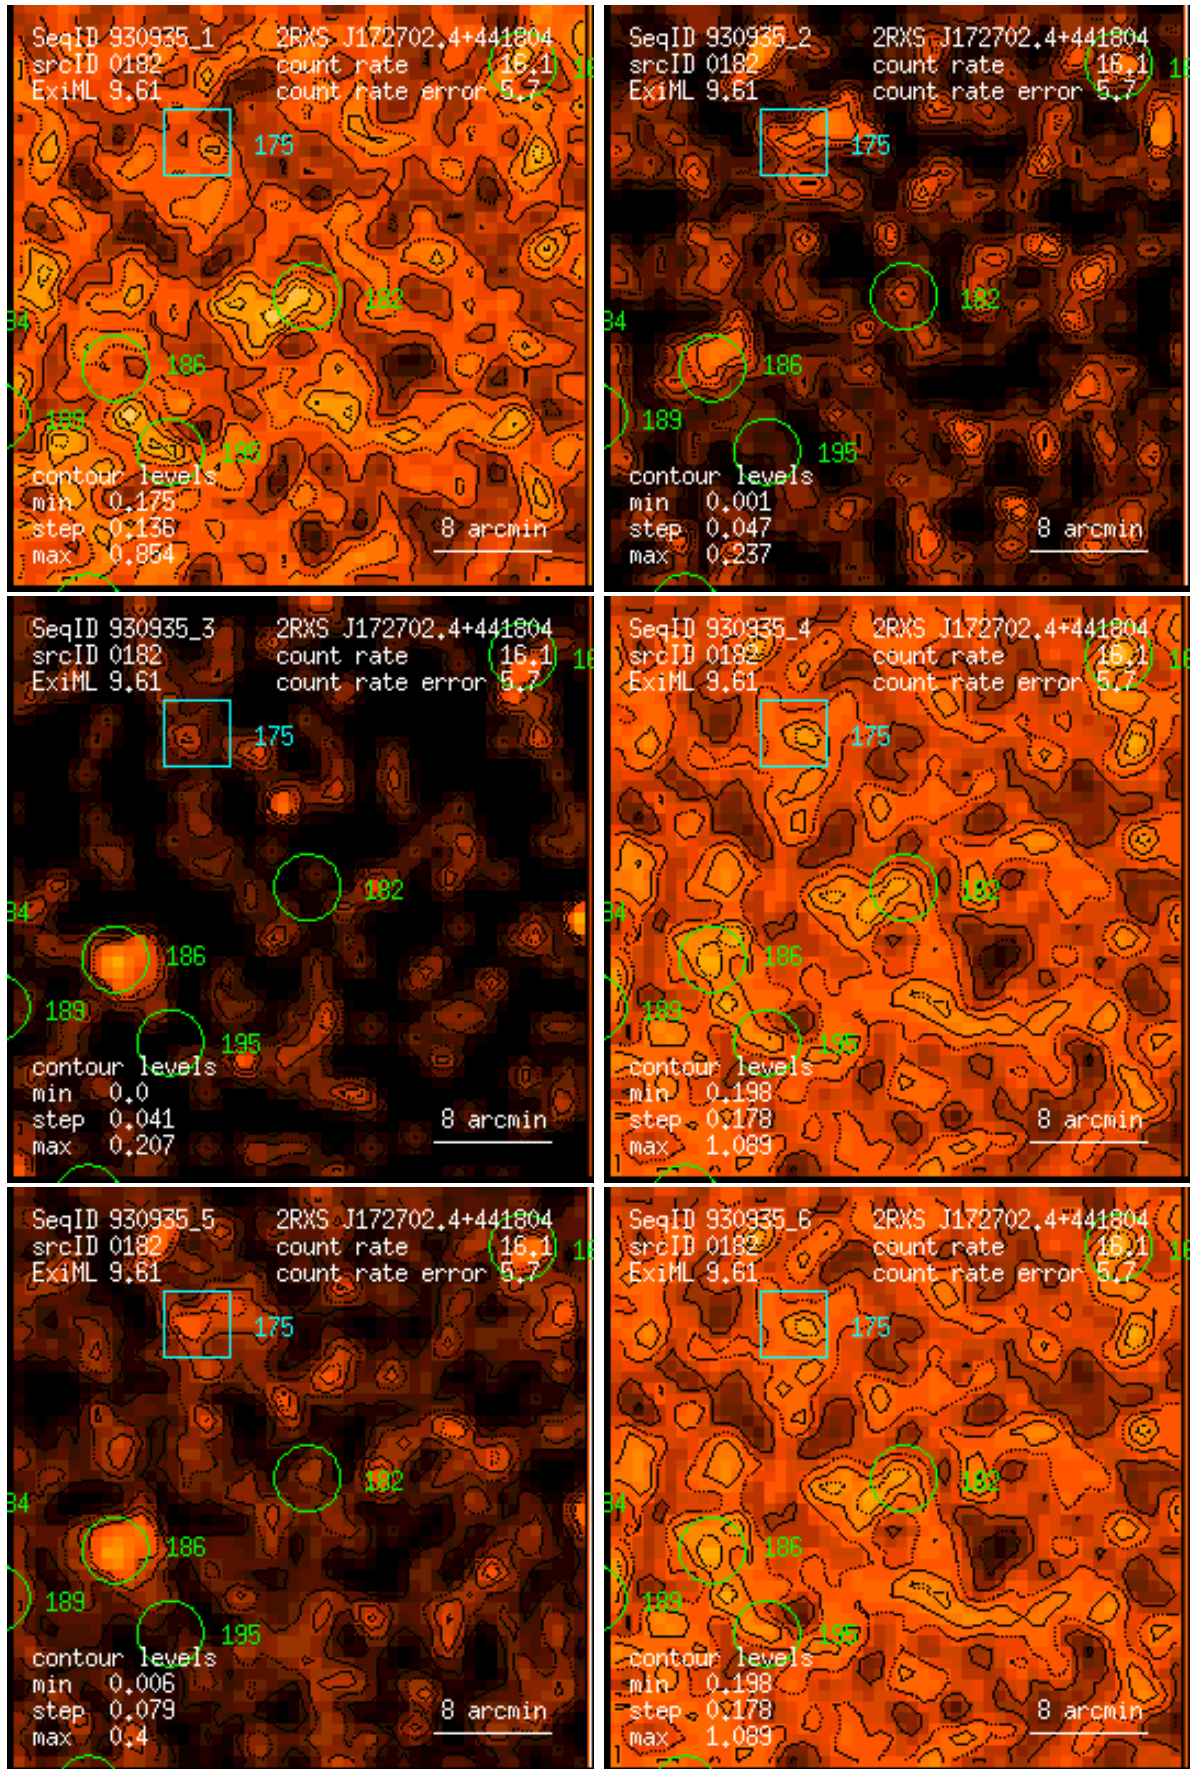 SeqID 930935_1 2RXS J172702.4+441804
srcID 0182 count rate 16.1
ExiML 9.61 count rate error 5.7
175
182
84
186
189
195
contour levels
min 0.175
step 0.136
max 0.854
8 arcmin
SeqID 930935_2 2RXS J172702.4+441804
srcID 0182 count rate 16.1
ExiML 9.61 count rate error 5.7
175
182
84
186
189
195
contour levels
min 0.001
step 0.047
max 0.237
8 arcmin
SeqID 930935_3 2RXS J172702.4+441804
srcID 0182 count rate 16.1
ExiML 9.61 count rate error 5.7
175
182
84
186
189
195
contour levels
min 0.0
step 0.041
max 0.207
8 arcmin
SeqID 930935_4 2RXS J172702.4+441804
srcID 0182 count rate 16.1
ExiML 9.61 count rate error 5.7
175
182
84
186
189
195
contour levels
min 0.198
step 0.178
max 1.089
8 arcmin
SeqID 930935_5 2RXS J172702.4+441804
srcID 0182 count rate 16.1
ExiML 9.61 count rate error 5.7
175
182
84
186
189
195
contour levels
min 0.006
step 0.079
max 0.4
8 arcmin
SeqID 930935_6 2RXS J172702.4+441804
srcID 0182 count rate 16.1
ExiML 9.61 count rate error 5.7
175
182
84
186
189
195
contour levels
min 0.198
step 0.178
max 1.089
8 arcmin